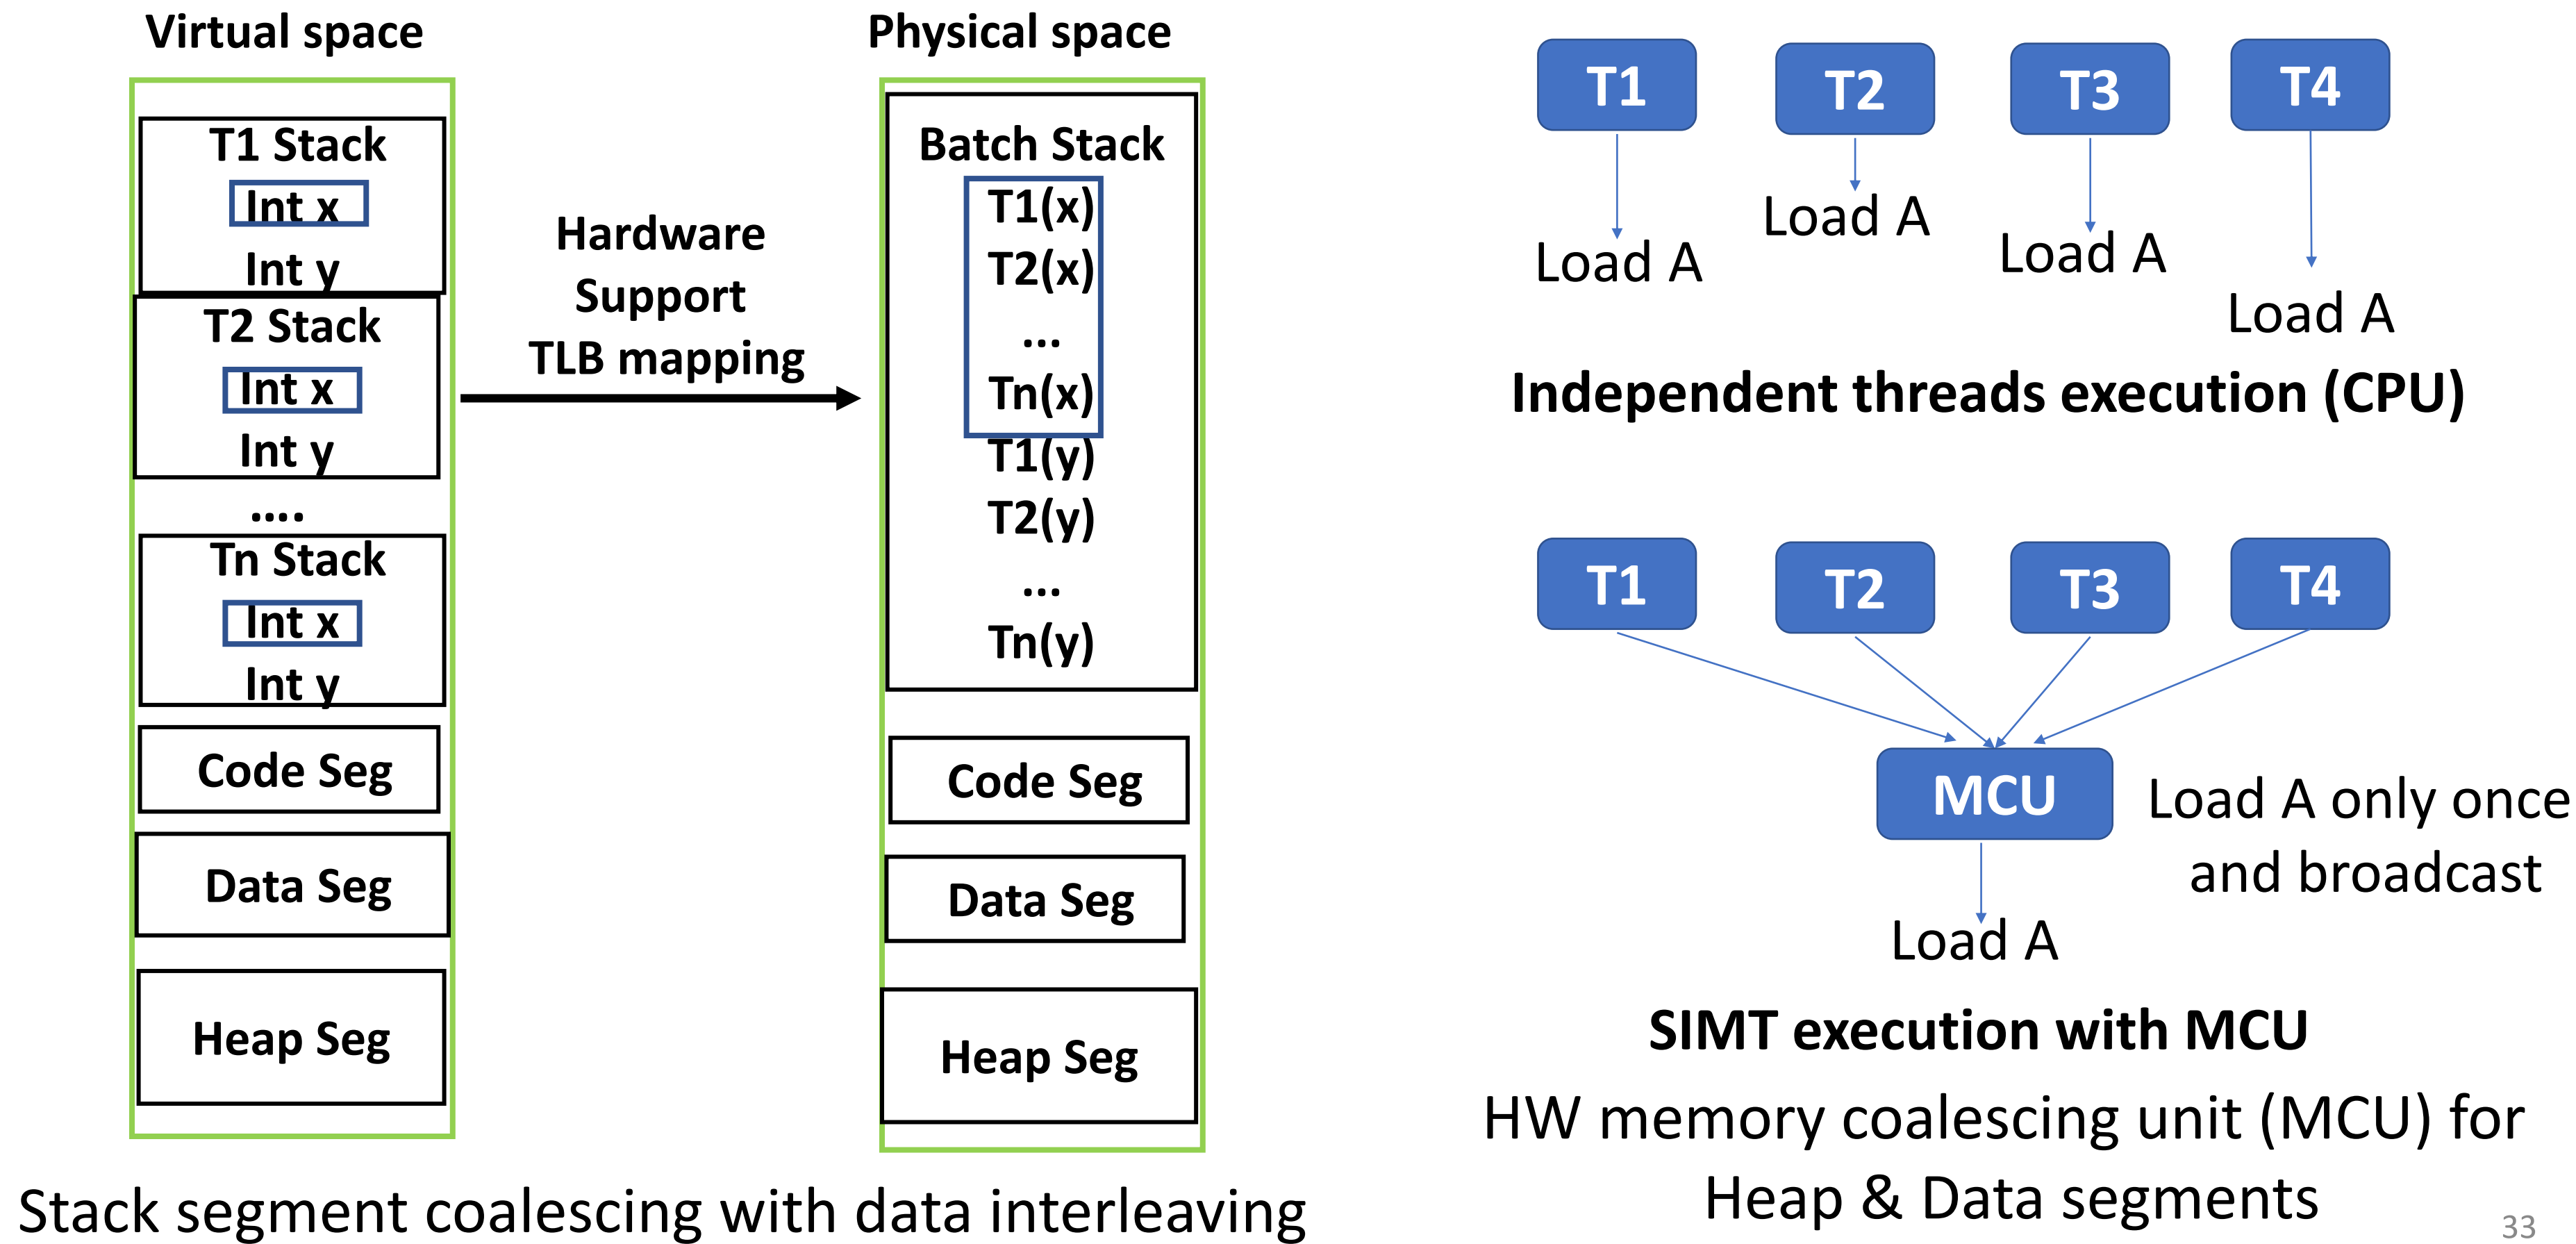 Virtual space
T1 Stack
Int x
Int y
T2 Stack
Int x
Int y
....
Tn Stack
Int x
Int y
Code Seg
Data Seg
Heap Seg
Hardware
Support
TLB mapping
Physical space
Batch Stack
T1(x)
T2(x)
...
Tn(x)
T1(y)
T2(y)
...
Tn(y)
Code Seg
Data Seg
Heap Seg
Stack segment coalescing with data interleaving
T1 T2 T3 T4
Load A Load A Load A Load A
Independent threads execution (CPU)
T1 T2 T3 T4
MCU
Load A only once
and broadcast
Load A
SIMT execution with MCU
HW memory coalescing unit (MCU) for
Heap & Data segments
33